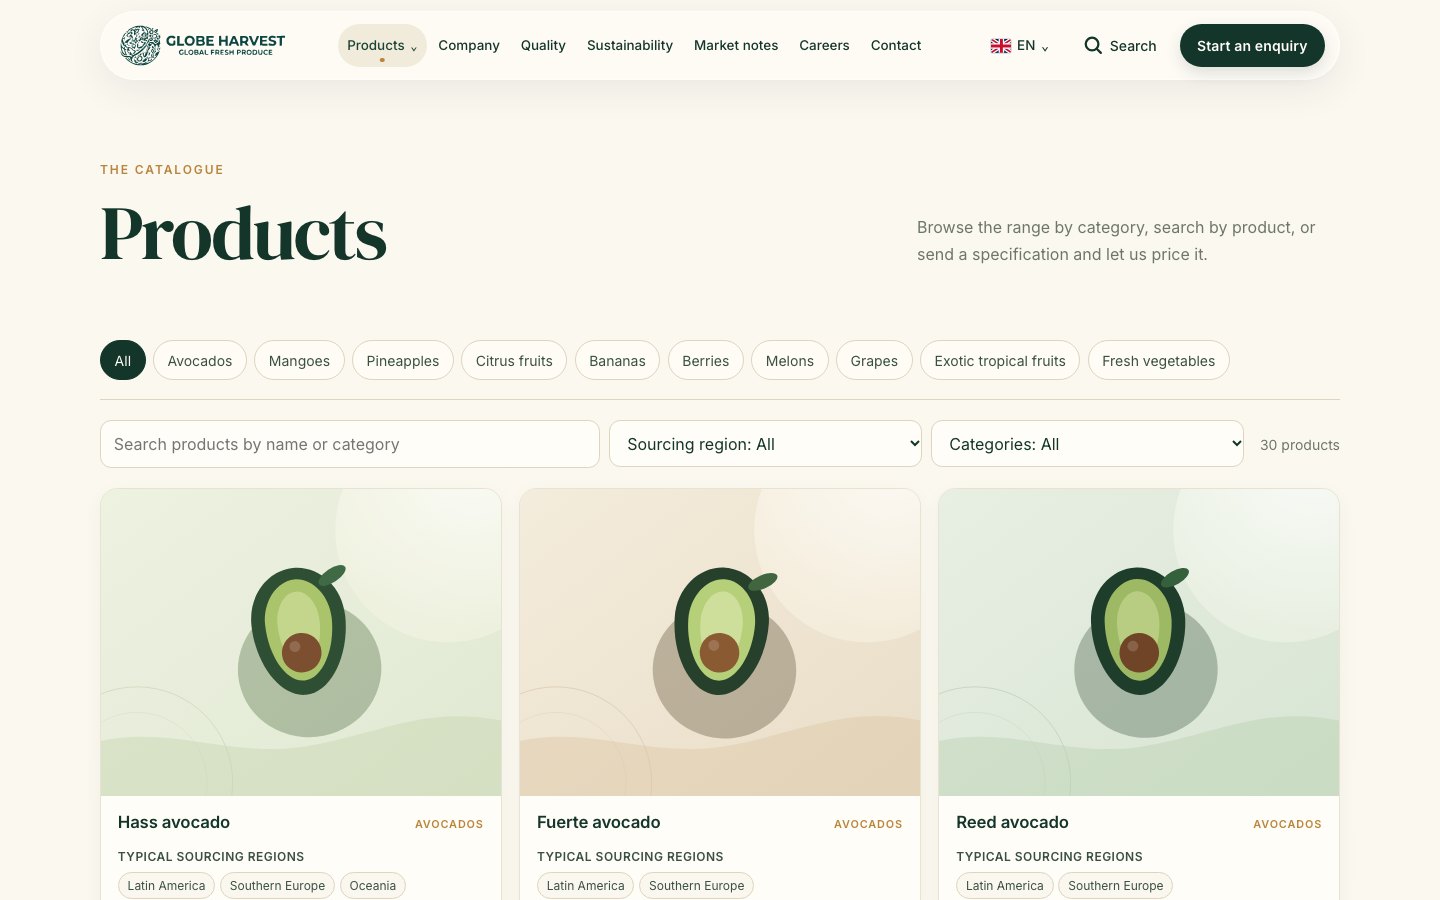 GLOBE HARVEST
GLOBAL FRESH PRODUCE
Products
Company
Quality
Sustainability
Market notes
Careers
Contact
EN
Search
Start an enquiry
THE CATALOGUE
Products
Browse the range by category, search by product, or
send a specification and let us price it.
All
Avocados
Mangoes
Pineapples
Citrus fruits
Bananas
Berries
Melons
Grapes
Exotic tropical fruits
Fresh vegetables
Search products by name or category
Sourcing region: All
Categories: All
30 products
Hass avocado
AVOCADOS
TYPICAL SOURCING REGIONS
Latin America
Southern Europe
Oceania
Fuerte avocado
AVOCADOS
TYPICAL SOURCING REGIONS
Latin America
Southern Europe
Reed avocado
AVOCADOS
TYPICAL SOURCING REGIONS
Latin America
Southern Europe